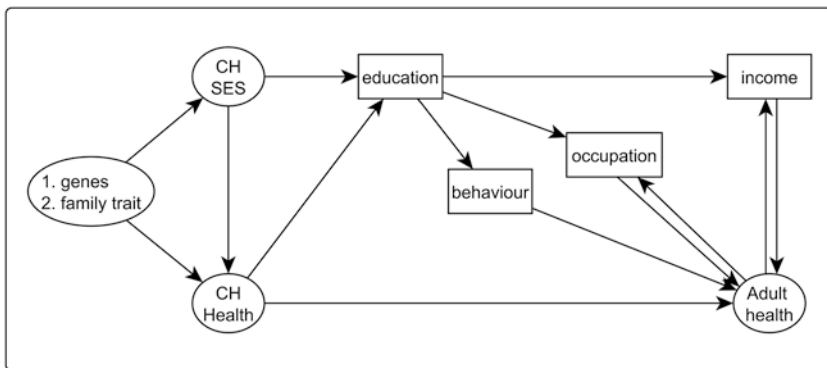 CH
SES
education
income
occupation
1. genes
2. family trait
behaviour
CH
Health
Adult
health